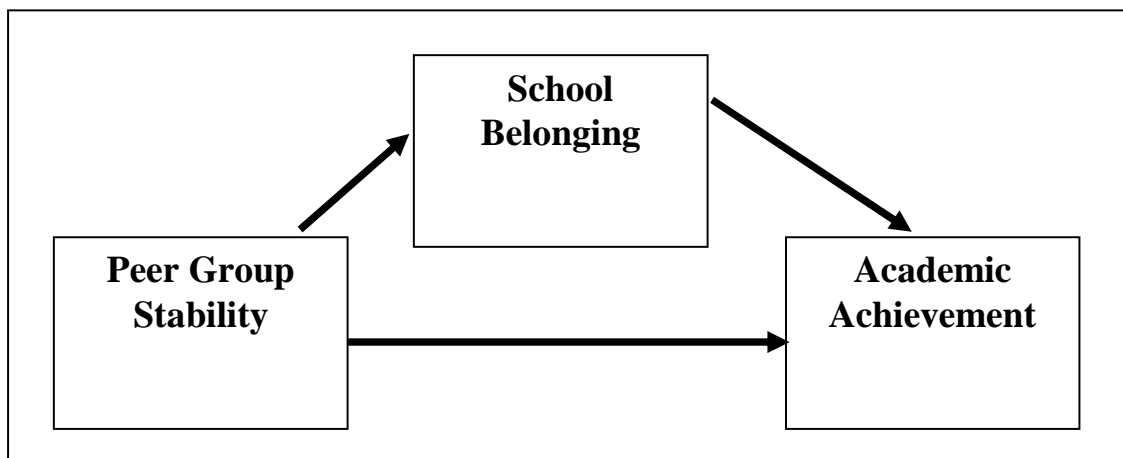 School
Belonging
Peer Group
Stability
Academic
Achievement